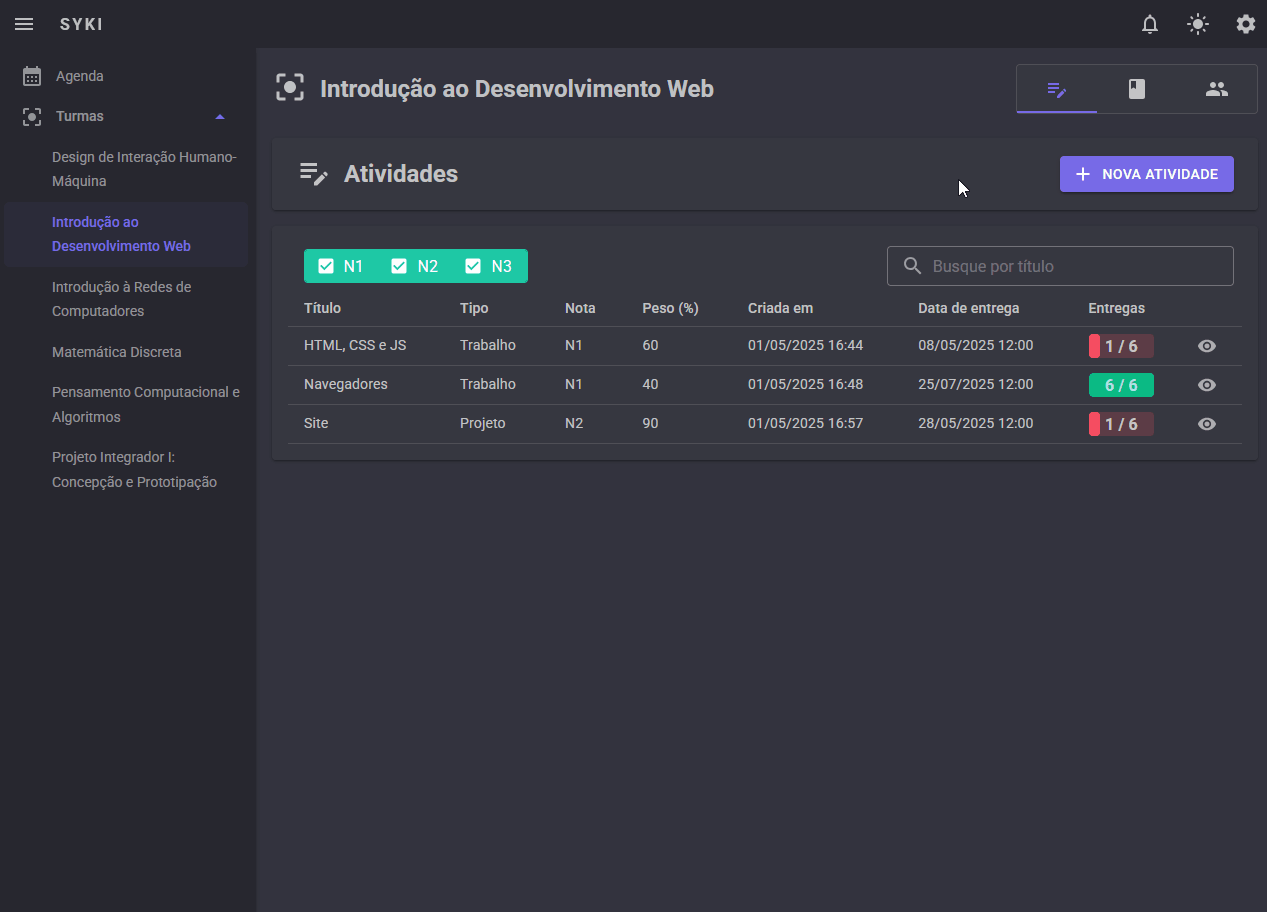 SYKI
Agenda
Turmas
Design de Interação Humano-
Máquina
Introdução ao
Desenvolvimento Web
Introdução à Redes de
Computadores
Matemática Discreta
Pensamento Computacional e
Algoritmos
Projeto Integrador I:
Concepção e Prototipação
Introdução ao Desenvolvimento Web
Atividades
NOVA ATIVIDADE
N1 N2 N3
Busque por título
Título Tipo Nota Peso (%) Criada em Data de entrega Entregas
HTML, CSS e JS Trabalho N1 60 01/05/2025 16:44 08/05/2025 12:00 1 / 6
Navegadores Trabalho N1 40 01/05/2025 16:48 25/07/2025 12:00 6 / 6
Site Projeto N2 90 01/05/2025 16:57 28/05/2025 12:00 1 / 6